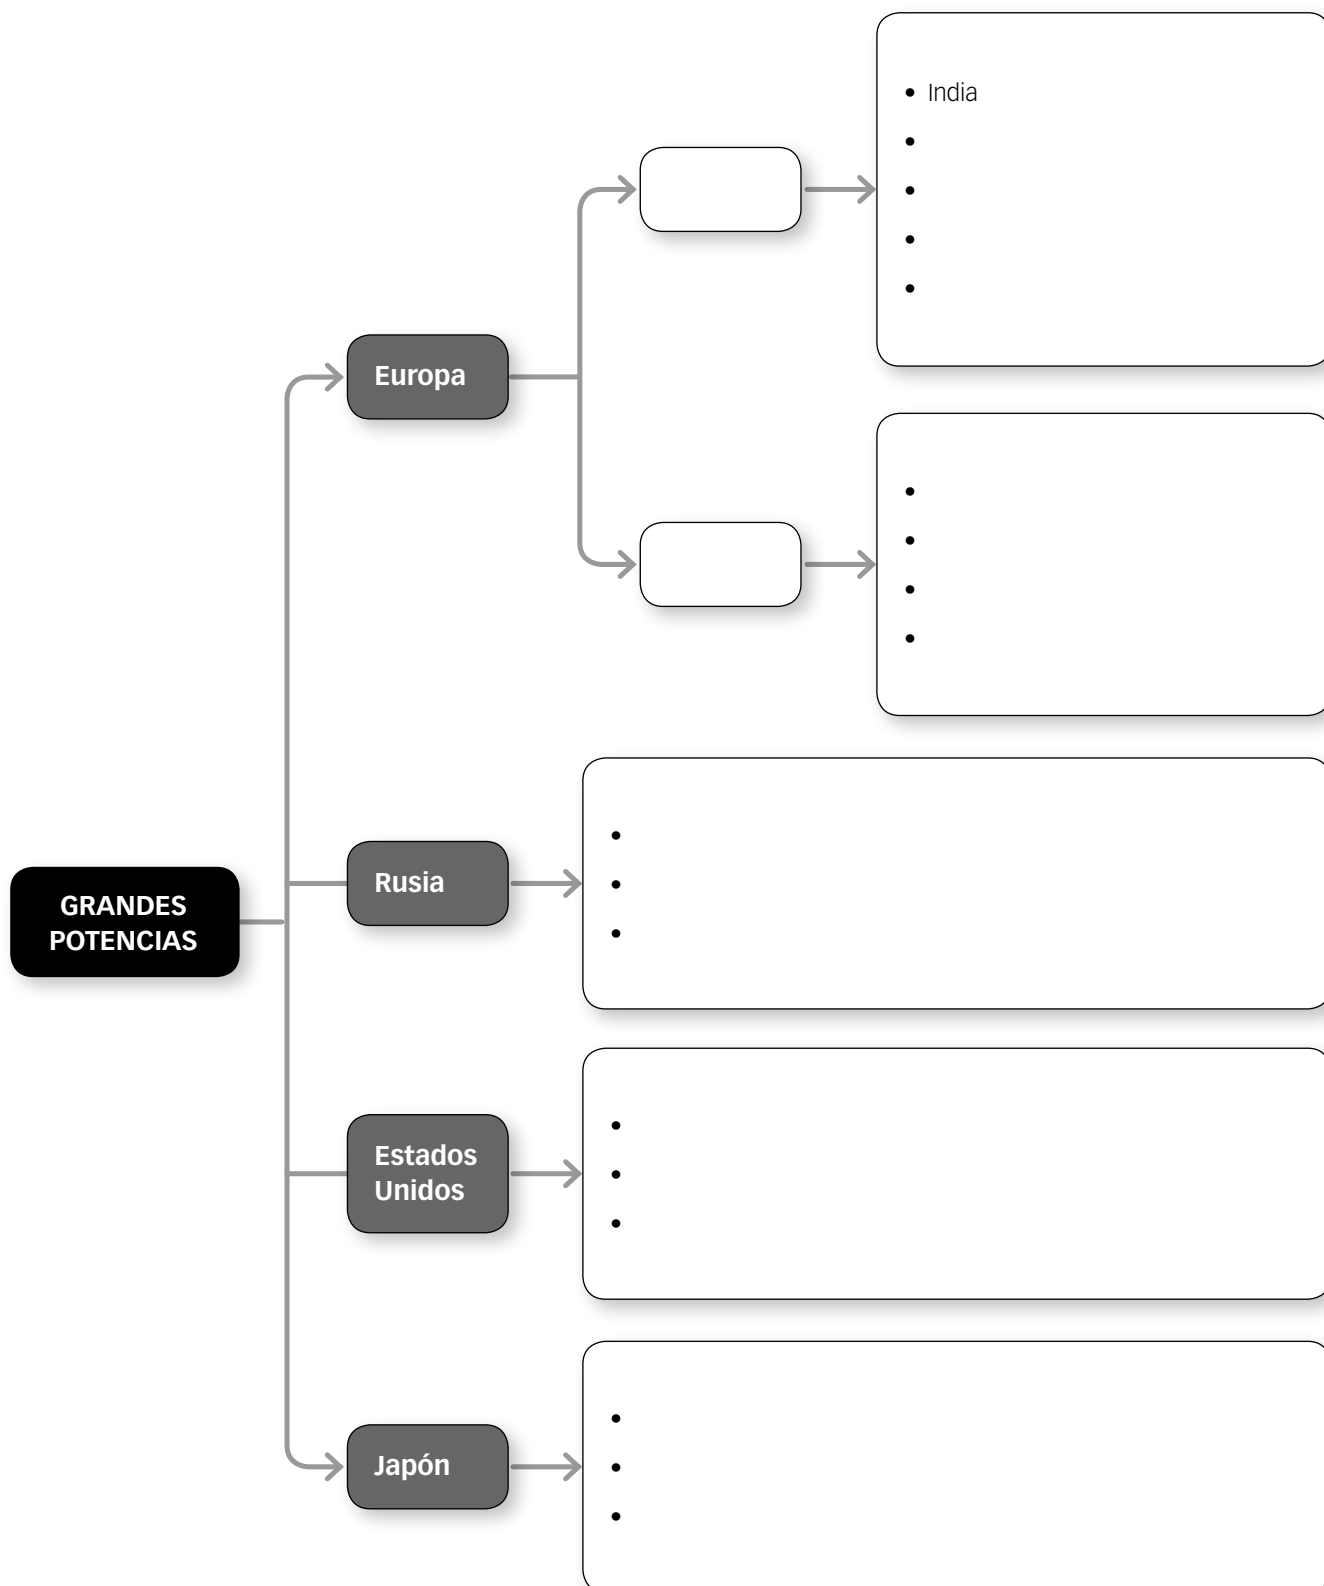 • India
•
•
•
•
Europa
•
•
•
•
•
•
•
Rusia
GRANDES
POTENCIAS
•
•
•
Estados
Unidos
•
•
•
Japón